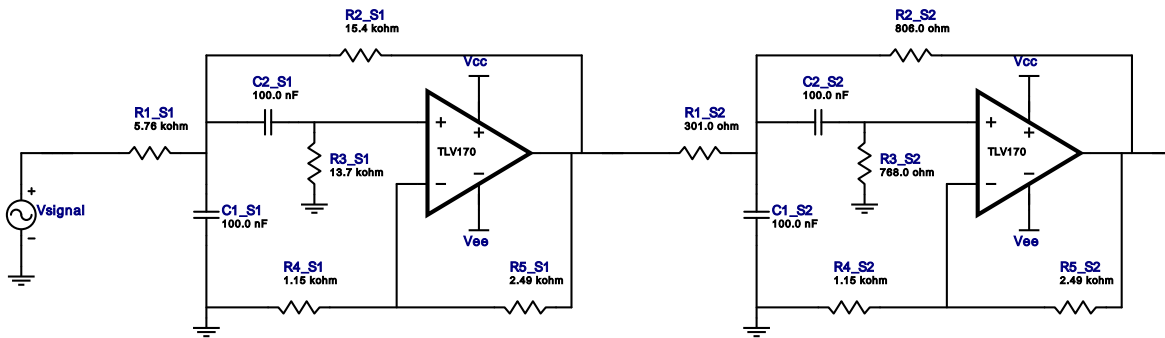 R2_S1
15.4 kohm
R2_S2
806.0 ohm
Vcc
Vcc
C2_S1
100.0 nF
C2_S2
100.0 nF
R1_S1
5.76 kohm
R1_S2
301.0 ohm
+
+
TLV170
−
−
+
+
TLV170
−
−
R3_S1
13.7 kohm
R3_S2
768.0 ohm
+
Vsignal
−
C1_S1
100.0 nF
C1_S2
100.0 nF
Vee
Vee
R4_S1
1.15 kohm
R5_S1
2.49 kohm
R4_S2
1.15 kohm
R5_S2
2.49 kohm